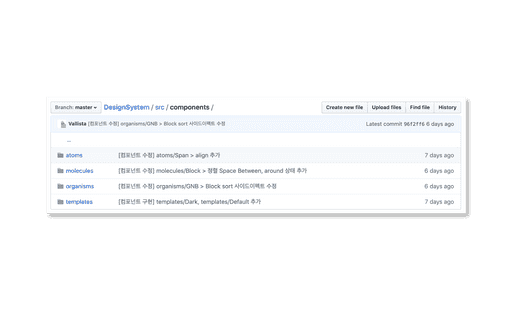 Branch: master
DesignSystem / src / components /
Create new file Upload files Find file History
Vallista [컴포넌트 수정] organisms/GNB > Block sort 사이드이펙트 수정 Latest commit 96f2ff6 6 days ago
..
atoms [컴포넌트 수정] atoms/Span > align 추가 7 days ago
molecules [컴포넌트 수정] molecules/Block > 정렬 Space Between, around 상태 추가 6 days ago
organisms [컴포넌트 수정] organisms/GNB > Block sort 사이드이펙트 수정 6 days ago
templates [컴포넌트 구현] templates/Dark, templates/Default 추가 7 days ago